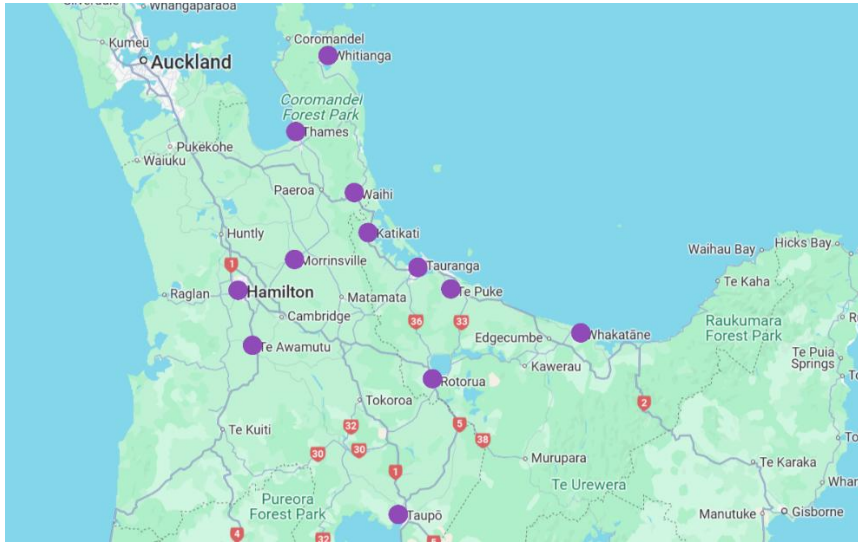 Whangaparaoa
Kumeū
Auckland
Coromandel
Whitianga
Coromandel
Forest Park
Thames
Pukekohe
Waiuku
Paeroa
Waihi
Huntly
Katikati
1
Morrinsville
Tauranga
Waihau Bay
Hicks Bay
Raglan
Hamilton
Matamata
Te Puke
Te Kaha
Cambridge
36
33
Edgecumbe
Whakatāne
Raukumara
Forest Park
Te Awamutu
Kawerau
Te Puia
Springs
Rotorua
Tokoroa
2
Te Kuiti
32
5
30
30
38
Murupara
Te Karaka
1
Te Urewera
Pureora
Forest Park
Taupō
Manutuke
Gisborne
4
32
5